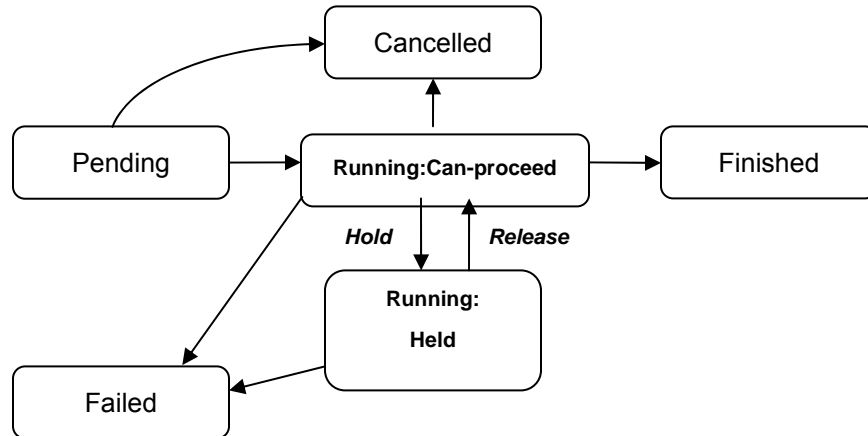 Cancelled
Pending
Running:Can-proceed
Finished
Hold
Release
Running:
Held
Failed